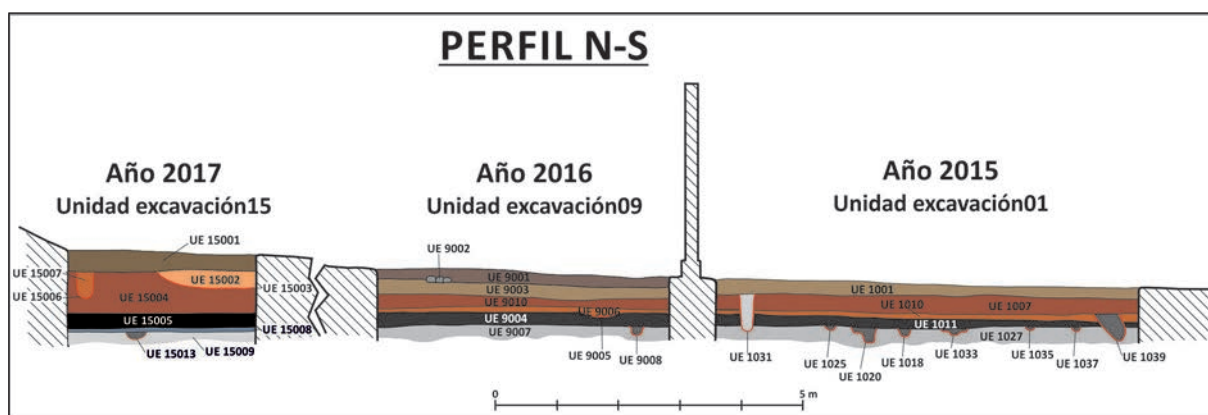 PERFIL N-S
Año 2017
Unidad excavación15
Año 2016
Unidad excavación09
Año 2015
Unidad excavación01
UE 15001
UE 15007
UE 15002
UE 15006
UE 15003
UE 15004
UE 15005
UE 15008
UE 15009
UE 15013
UE 9002
UE 9001
UE 9003
UE 9010
UE 9006
UE 9004
UE 9007
UE 9005
UE 9008
UE 1001
UE 1010
UE 1007
UE 1011
UE 1027
UE 1031
UE 1025
UE 1020
UE 1018
UE 1033
UE 1035
UE 1037
UE 1039
0
5 m